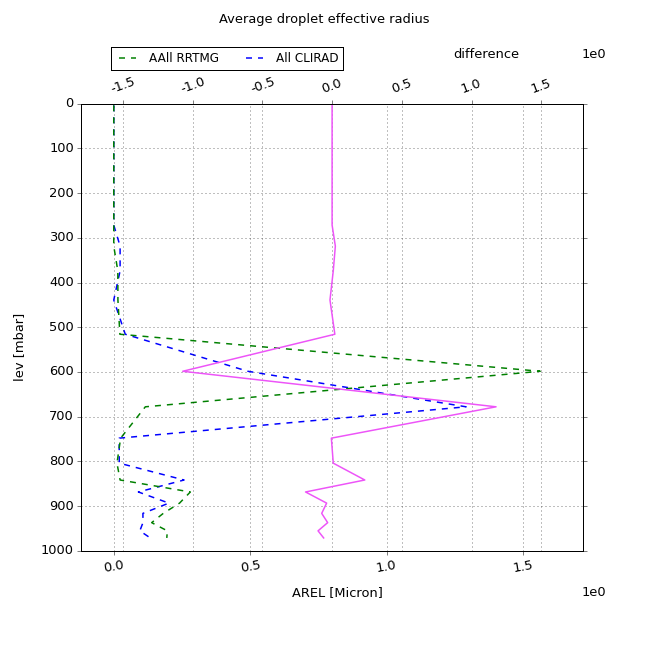 Average droplet effective radius
AAll RRTMG All CLIRAD
difference 1e0
-1.5 -1.0 -0.5 0.0 0.5 1.0 1.5
0
100
200
300
400
500
600
700
800
900
1000
lev [mbar]
0.0 0.5 1.0 1.5
AREL [Micron] 1e0